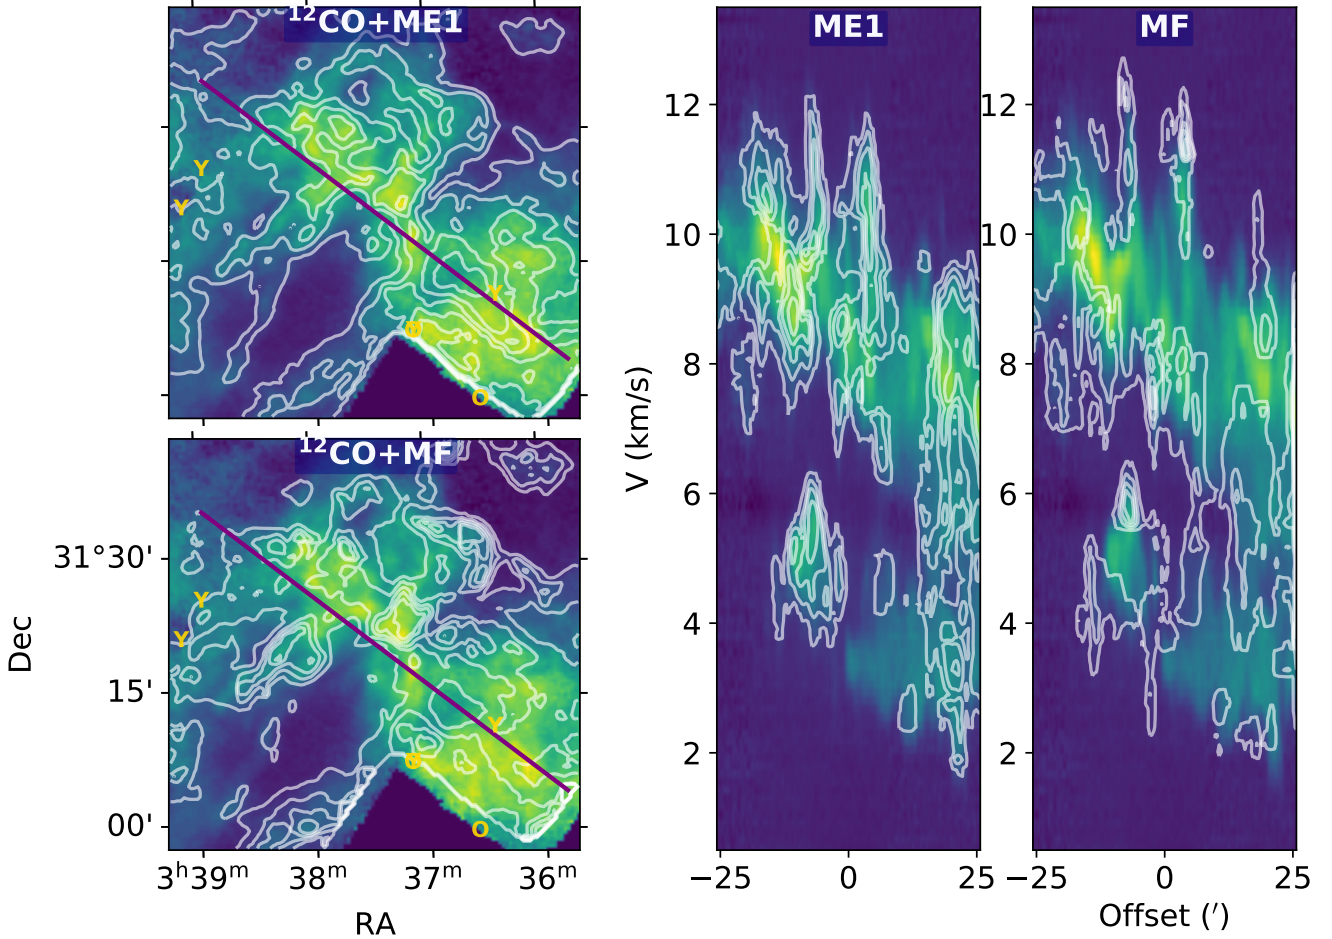 ¹²CO+ME1
Y
Y
Y
O
O
¹²CO+MF
Y
Y
Y
O
O
31°30'
15'
00'
Dec
3ʰ39ᵐ
38ᵐ
37ᵐ
36ᵐ
RA
ME1
12
10
8
6
4
2
V (km/s)
−25
0
25
MF
12
10
8
6
4
2
−25
0
25
Offset (′)